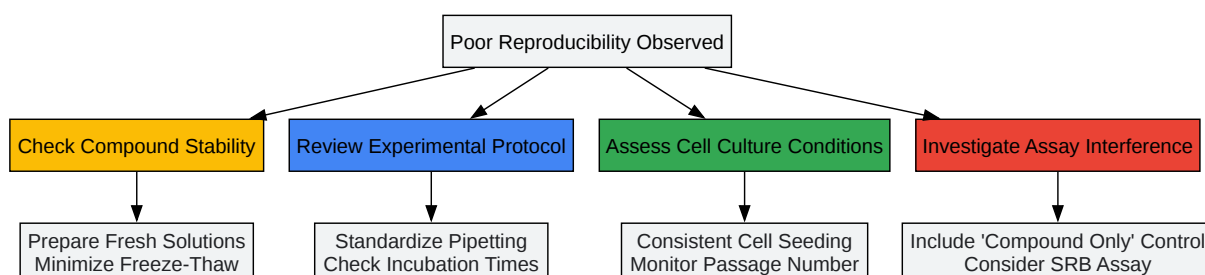 Poor Reproducibility Observed
Check Compound Stability
Review Experimental Protocol
Assess Cell Culture Conditions
Investigate Assay Interference
Prepare Fresh Solutions
Minimize Freeze-Thaw
Standardize Pipetting
Check Incubation Times
Consistent Cell Seeding
Monitor Passage Number
Include 'Compound Only' Control
Consider SRB Assay